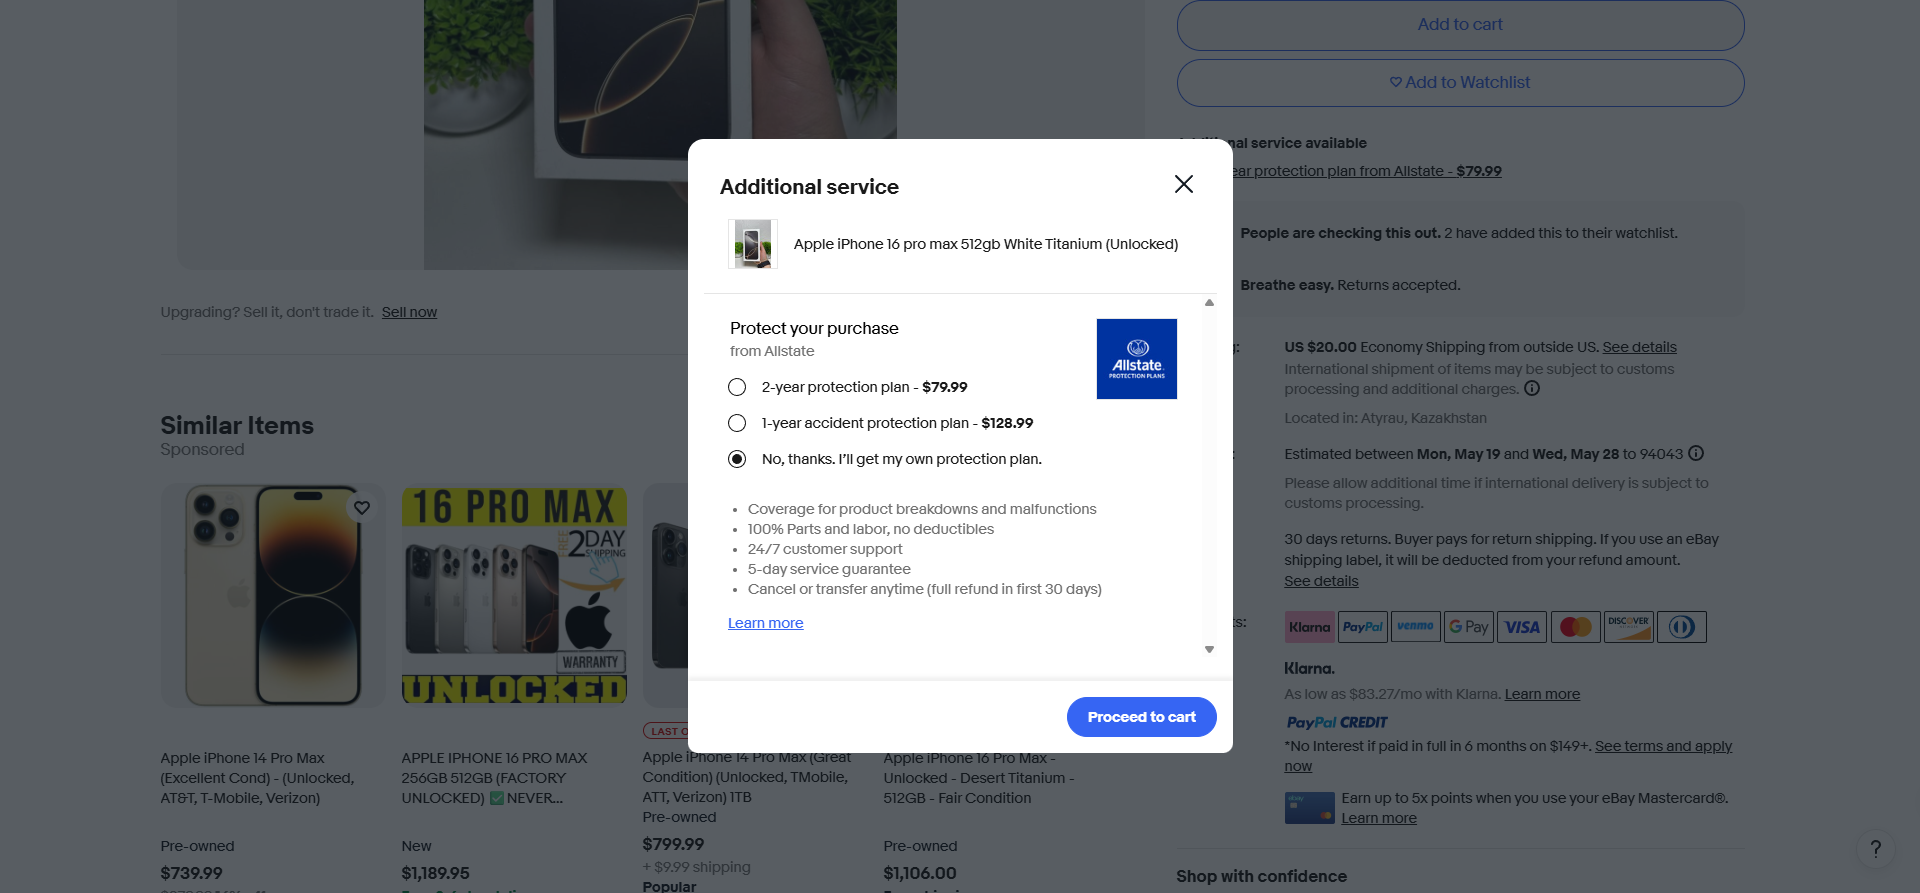 Add to cart
Add to Watchlist
nal service available
ear protection plan from Allstate - $79.99
People are checking this out. 2 have added this to their watchlist.
Breathe easy. Returns accepted.
Upgrading? Sell it, don't trade it. Sell now
US $20.00 Economy Shipping from outside US. See details
International shipment of items may be subject to customs
processing and additional charges.
Located in: Atyrau, Kazakhstan
Estimated between Mon, May 19 and Wed, May 28 to 94043
Please allow additional time if international delivery is subject to
customs processing.
30 days returns. Buyer pays for return shipping. If you use an eBay
shipping label, it will be deducted from your refund amount.
See details
Klarna PayPal venmo G Pay VISA DISCOVER
Klarna.
As low as $83.27/mo with Klarna. Learn more
PayPal CREDIT
*No Interest if paid in full in 6 months on $149+. See terms and apply
now
Earn up to 5x points when you use your eBay Mastercard®.
Learn more
Shop with confidence
?
Additional service
Apple iPhone 16 pro max 512gb White Titanium (Unlocked)
Protect your purchase
from Allstate
Allstate
PROTECTION PLANS
2-year protection plan - $79.99
1-year accident protection plan - $128.99
No, thanks. I’ll get my own protection plan.
• Coverage for product breakdowns and malfunctions
• 100% Parts and labor, no deductibles
• 24/7 customer support
• 5-day service guarantee
• Cancel or transfer anytime (full refund in first 30 days)
Learn more
Proceed to cart
Similar Items
Sponsored
Apple iPhone 14 Pro Max
(Excellent Cond) - (Unlocked,
AT&T, T-Mobile, Verizon)
Pre-owned
$739.99
16 PRO MAX
FREE 2DAY
SHIPPING
WARRANTY
UNLOCKED
APPLE IPHONE 16 PRO MAX
256GB 512GB (FACTORY
UNLOCKED) ✅ NEVER...
New
$1,189.95
LAST O
Apple iPhone 14 Pro Max (Great
Condition) (Unlocked, TMobile,
ATT, Verizon) 1TB
Pre-owned
$799.99
+ $9.99 shipping
Popular
Apple iPhone 16 Pro Max -
Unlocked - Desert Titanium -
512GB - Fair Condition
Pre-owned
$1,106.00